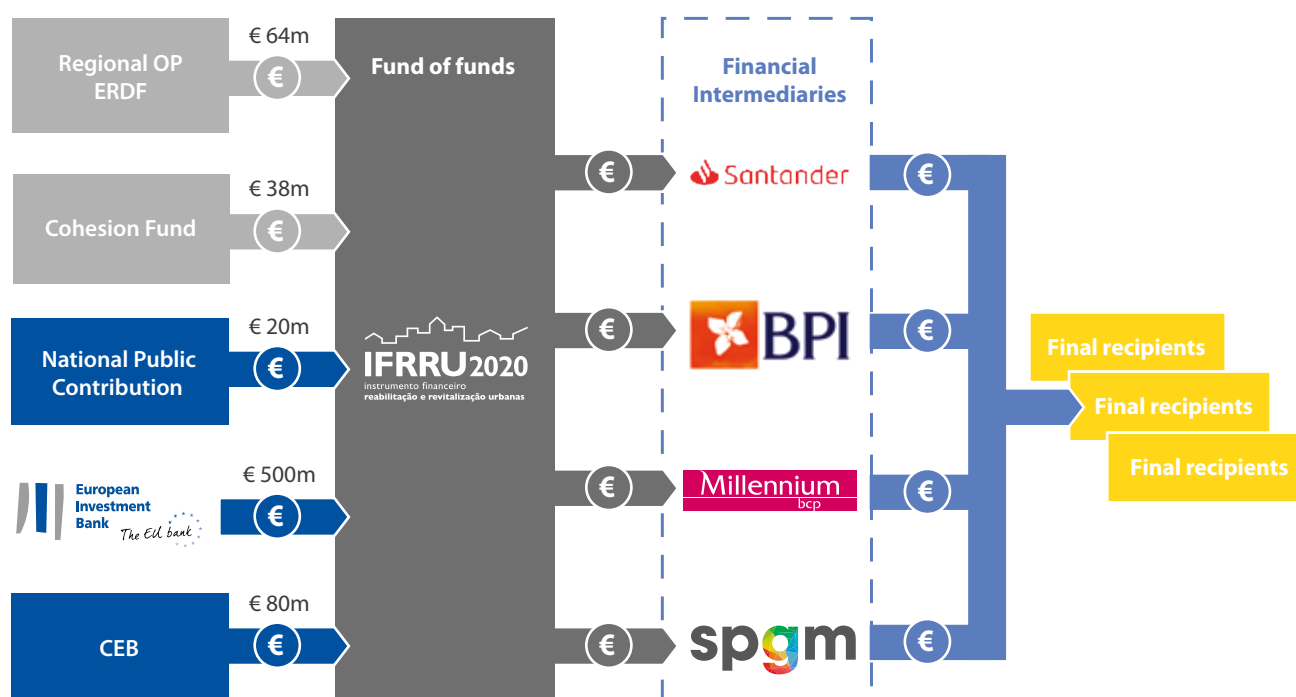 € 64m
Regional OP
ERDF
€
Fund of funds
Financial
Intermediaries
€
Santander
€
€ 38m
Cohesion Fund
€
€ 20m
National Public
Contribution
€
IFRRU 2020
instrumento financeiro
reabilitação e revitalização urbanas
€
BPI
€
Final recipients
Final recipients
Final recipients
€ 500m
European
Investment
Bank
The EU bank
€
€
Millennium
bcp
€
€ 80m
CEB
€
€
spgm
€